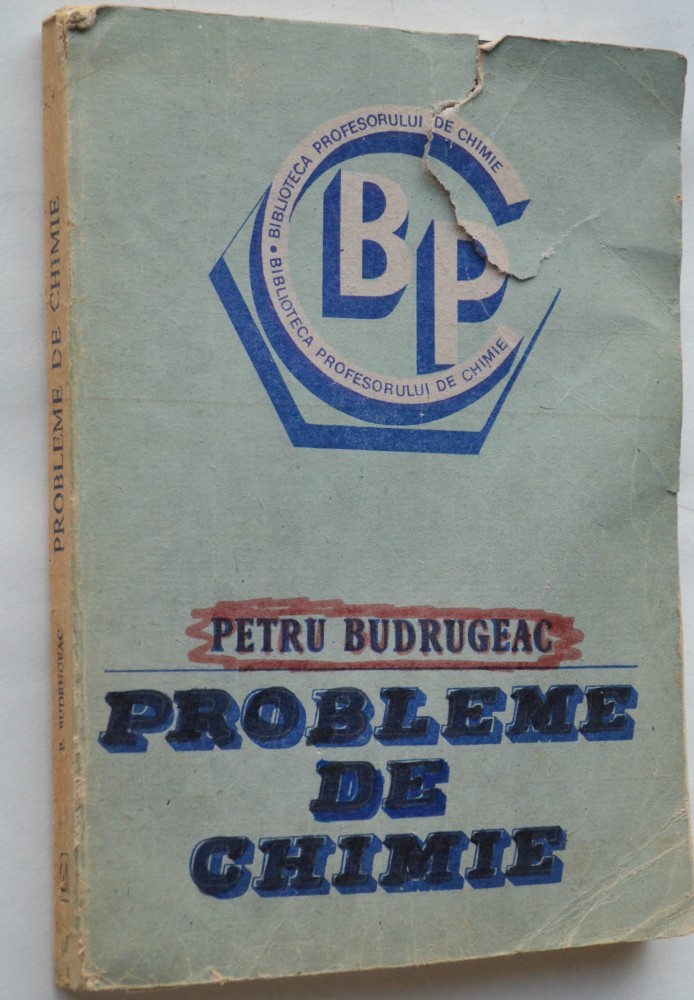 BIBLIOTECA PROFESORULUI DE CHIMIE
• BIBLIOTECA PROFESORULUI DE CHIMIE
BPC
PETRU BUDRUGEAC
PROBLEME
DE
CHIMIE
P. BUDRUGEAC PROBLEME DE CHIMIE